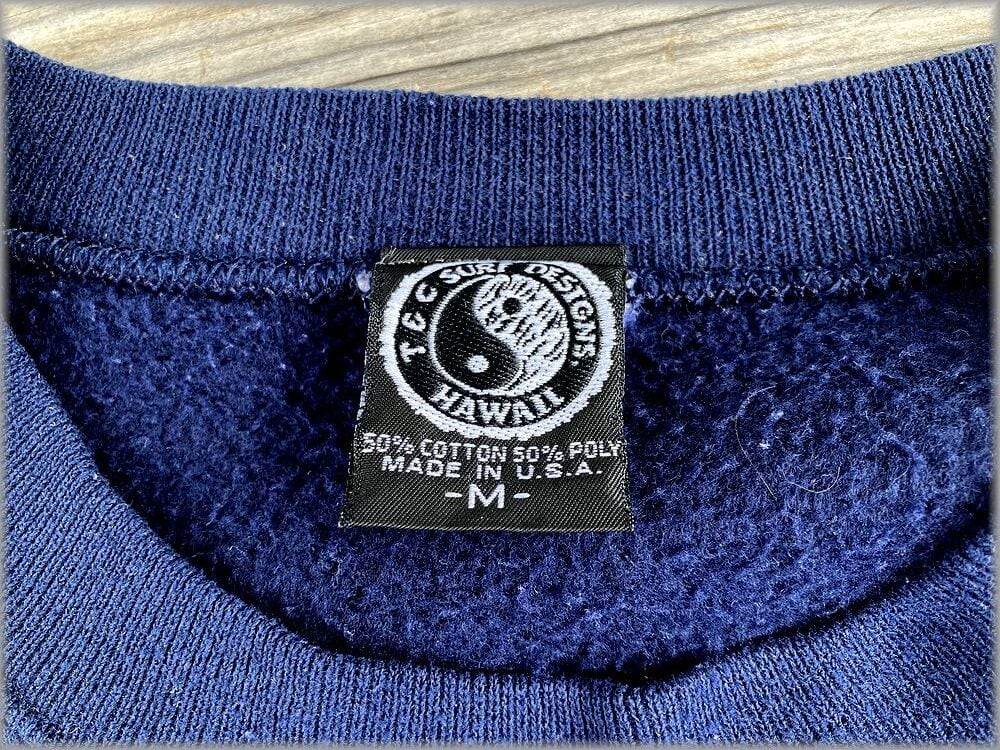 T & C SURF DESIGNS
HAWAII
50% COTTON 50% POLY
MADE IN U.S.A.
-M-